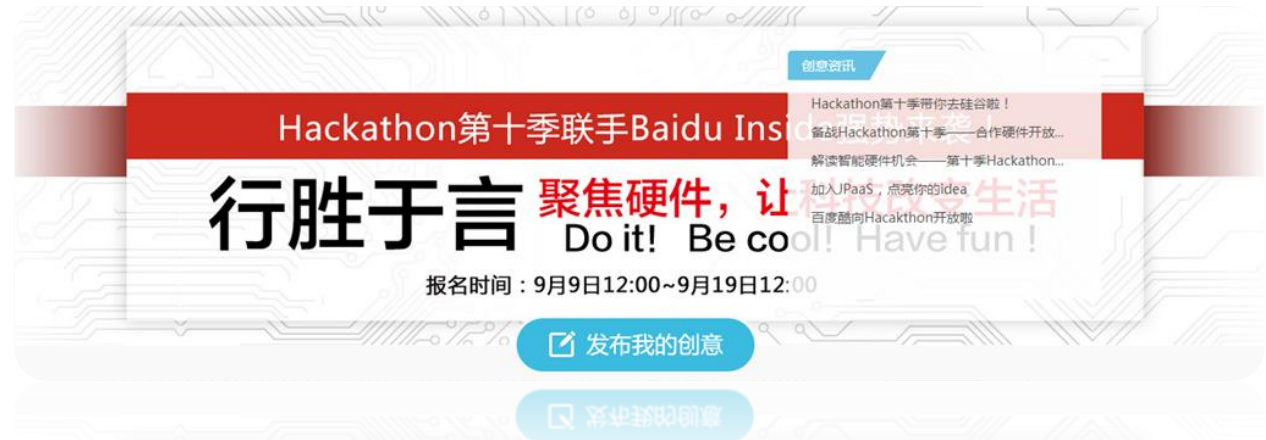 创意资讯
Hackathon第十季联手Baidu Inside强势来袭！
行胜于言
聚焦硬件，让科技改变生活
Do it! Be cool! Have fun !
报名时间：9月9日12:00~9月19日12:00
Hackathon第十季带你去硅谷啦！
备战Hackathon第十季——合作硬件开放...
解读智能硬件机会——第十季Hackathon...
加入JPaaS，点亮你的idea
百度酷向Hacakthon开放啦
发布我的创意